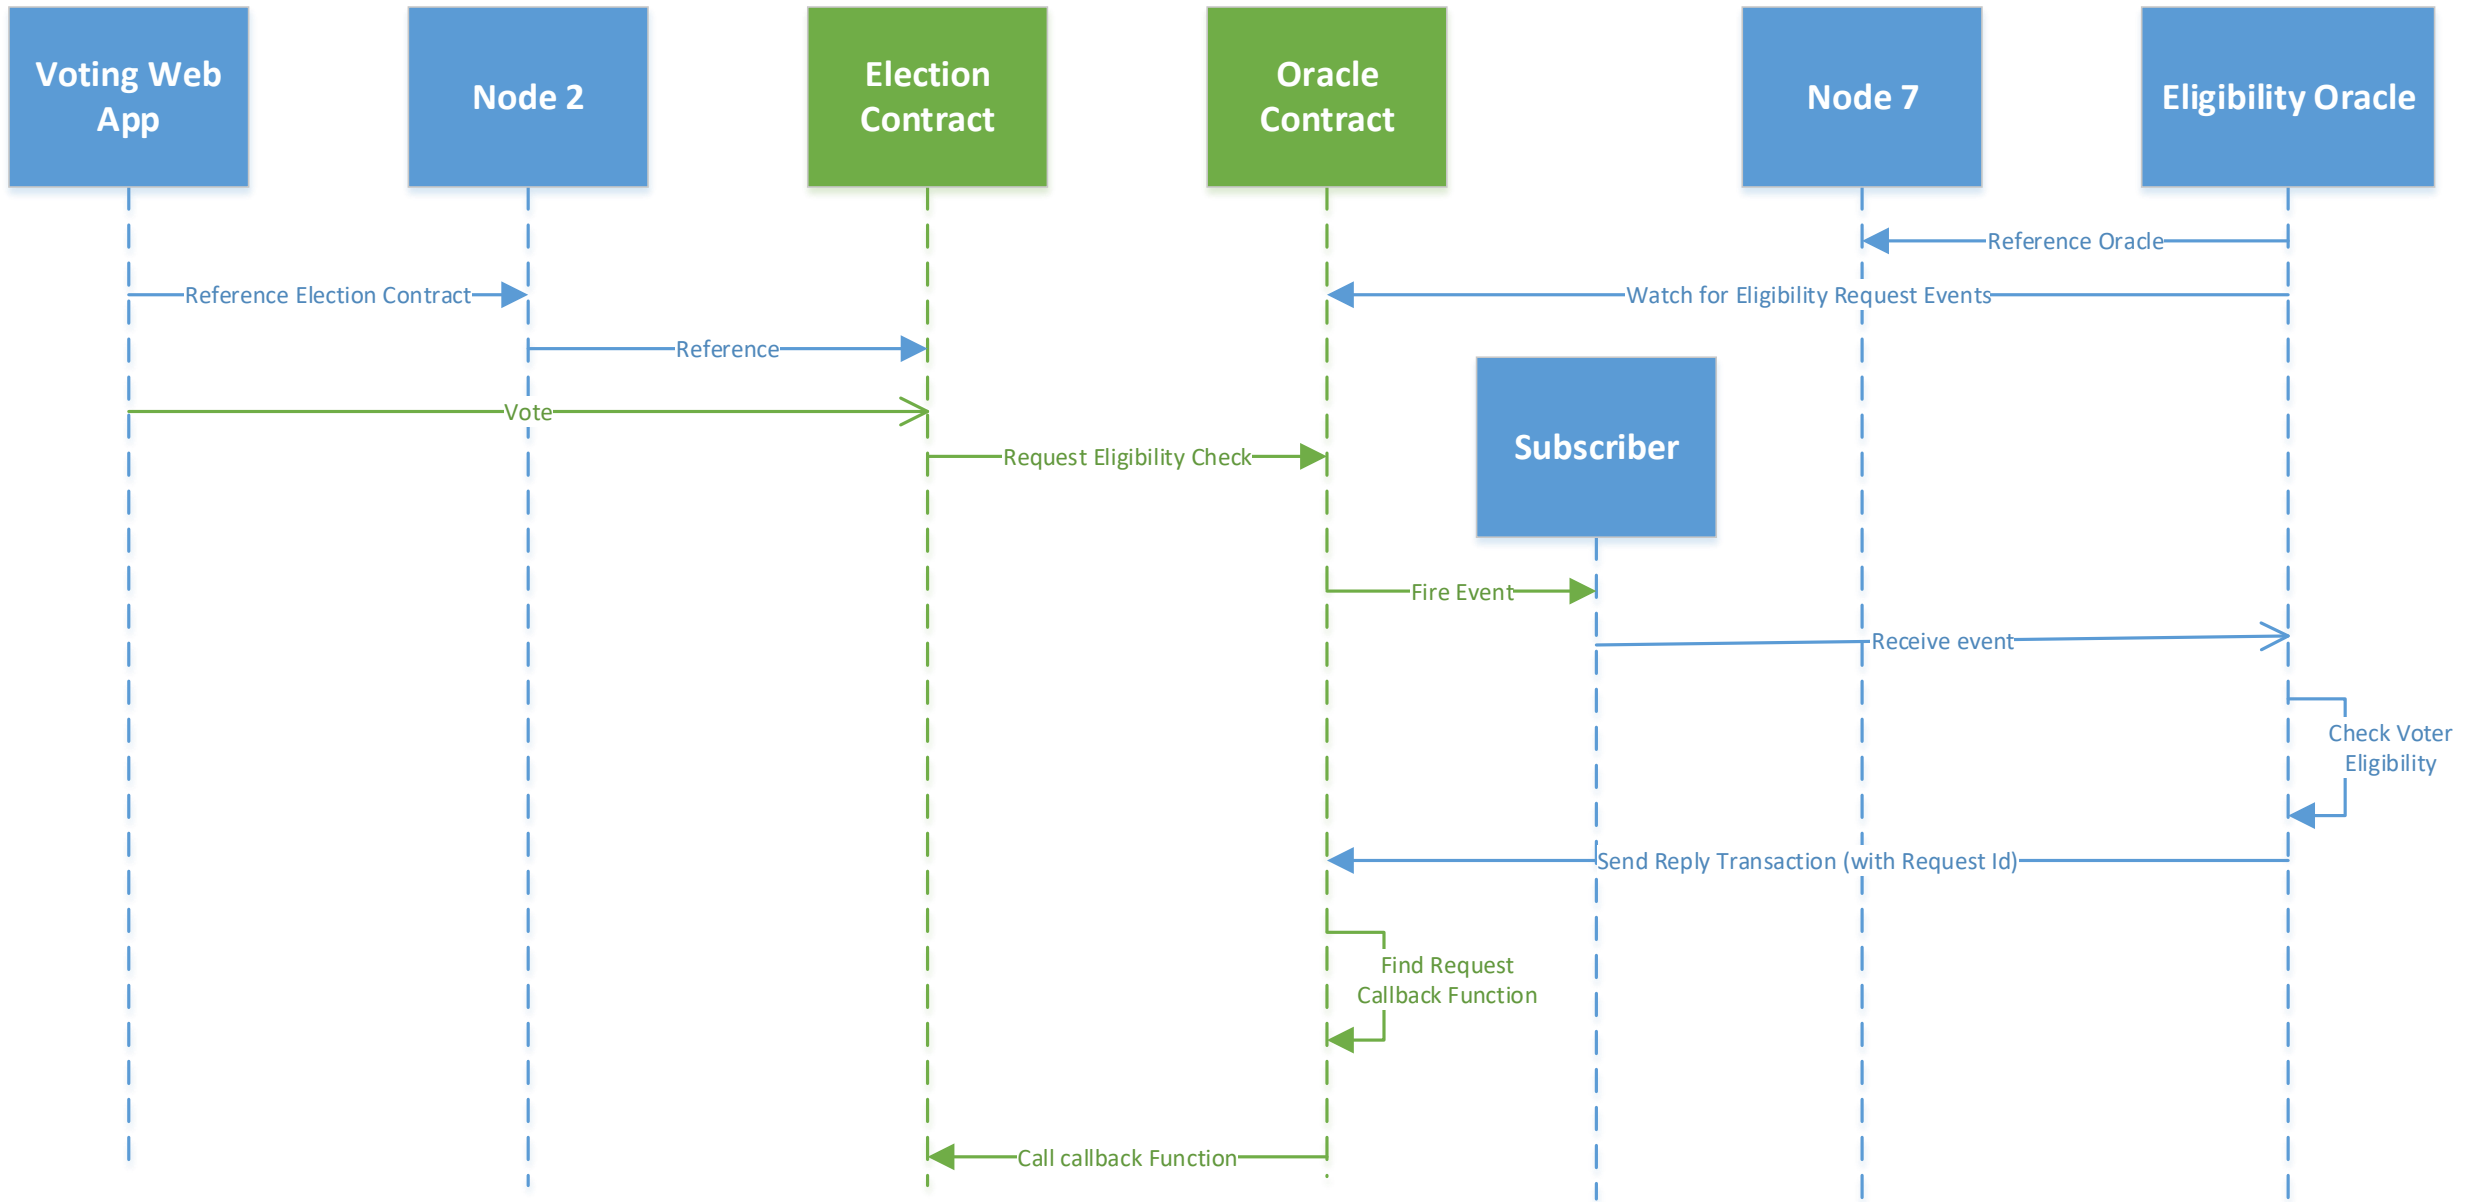 Voting Web
App
Node 2
Election
Contract
Oracle
Contract
Node 7
Eligibility Oracle
Reference Oracle
Reference Election Contract
Watch for Eligibility Request Events
Reference
Vote
Subscriber
Request Eligibility Check
Fire Event
Receive event
Check Voter
Eligibility
Send Reply Transaction (with Request Id)
Find Request
Callback Function
Call callback Function